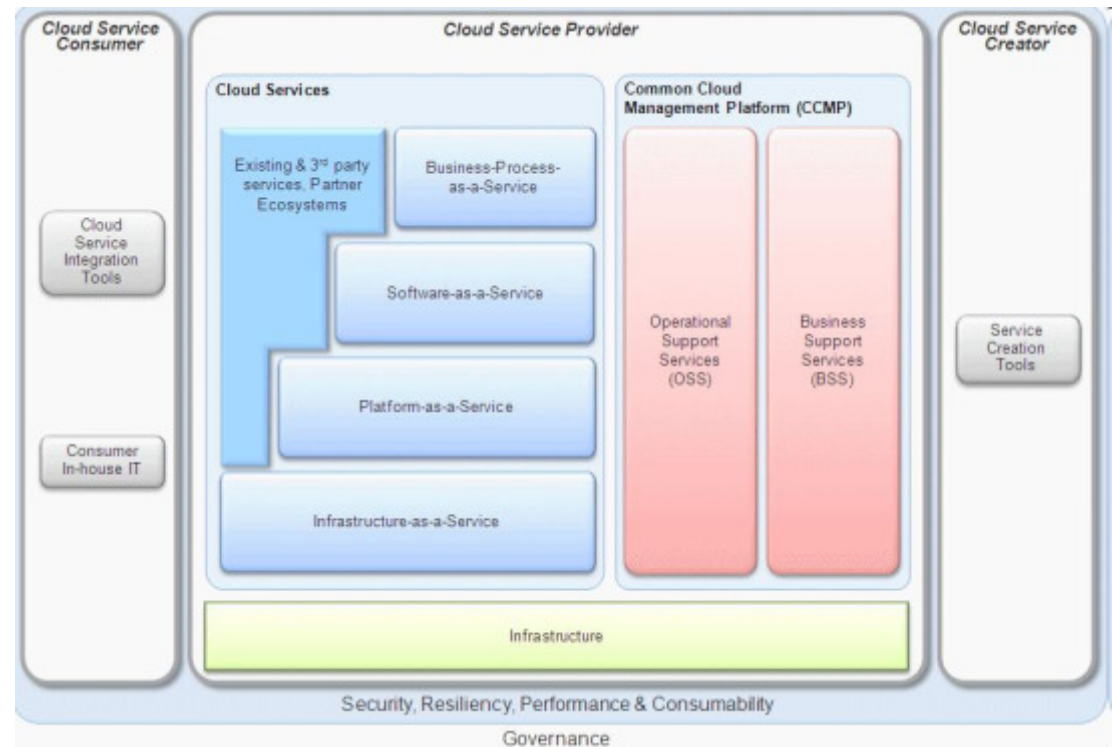 Cloud Service
Consumer
Cloud Service Provider
Cloud Service
Creator
Cloud Services
Common Cloud
Management Platform (CCMP)
Existing & 3rd party
services, Partner
Ecosystems
Business-Process-
as-a-Service
Software-as-a-Service
Platform-as-a-Service
Infrastructure-as-a-Service
Cloud
Service
Integration
Tools
Consumer
In-house IT
Operational
Support
Services
(OSS)
Business
Support
Services
(BSS)
Service
Creation
Tools
Infrastructure
Security, Resiliency, Performance & Consumability
Governance